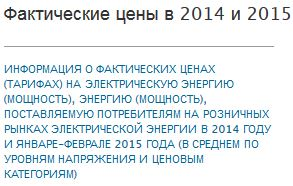 Фактические цены в 2014 и 2015
ИНФОРМАЦИЯ О ФАКТИЧЕСКИХ ЦЕНАХ
(ТАРИФАХ) НА ЭЛЕКТРИЧЕСКУЮ ЭНЕРГИЮ
(МОЩНОСТЬ), ЭНЕРГИЮ (МОЩНОСТЬ),
ПОСТАВЛЯЕМУЮ ПОТРЕБИТЕЛЯМ НА РОЗНИЧНЫХ
РЫНКАХ ЭЛЕКТРИЧЕСКОЙ ЭНЕРГИИ В 2014 ГОДУ
И ЯНВАРЕ-ФЕВРАЛЕ 2015 ГОДА (В СРЕДНЕМ ПО
УРОВНЯМ НАПРЯЖЕНИЯ И ЦЕНОВЫМ
КАТЕГОРИЯМ)